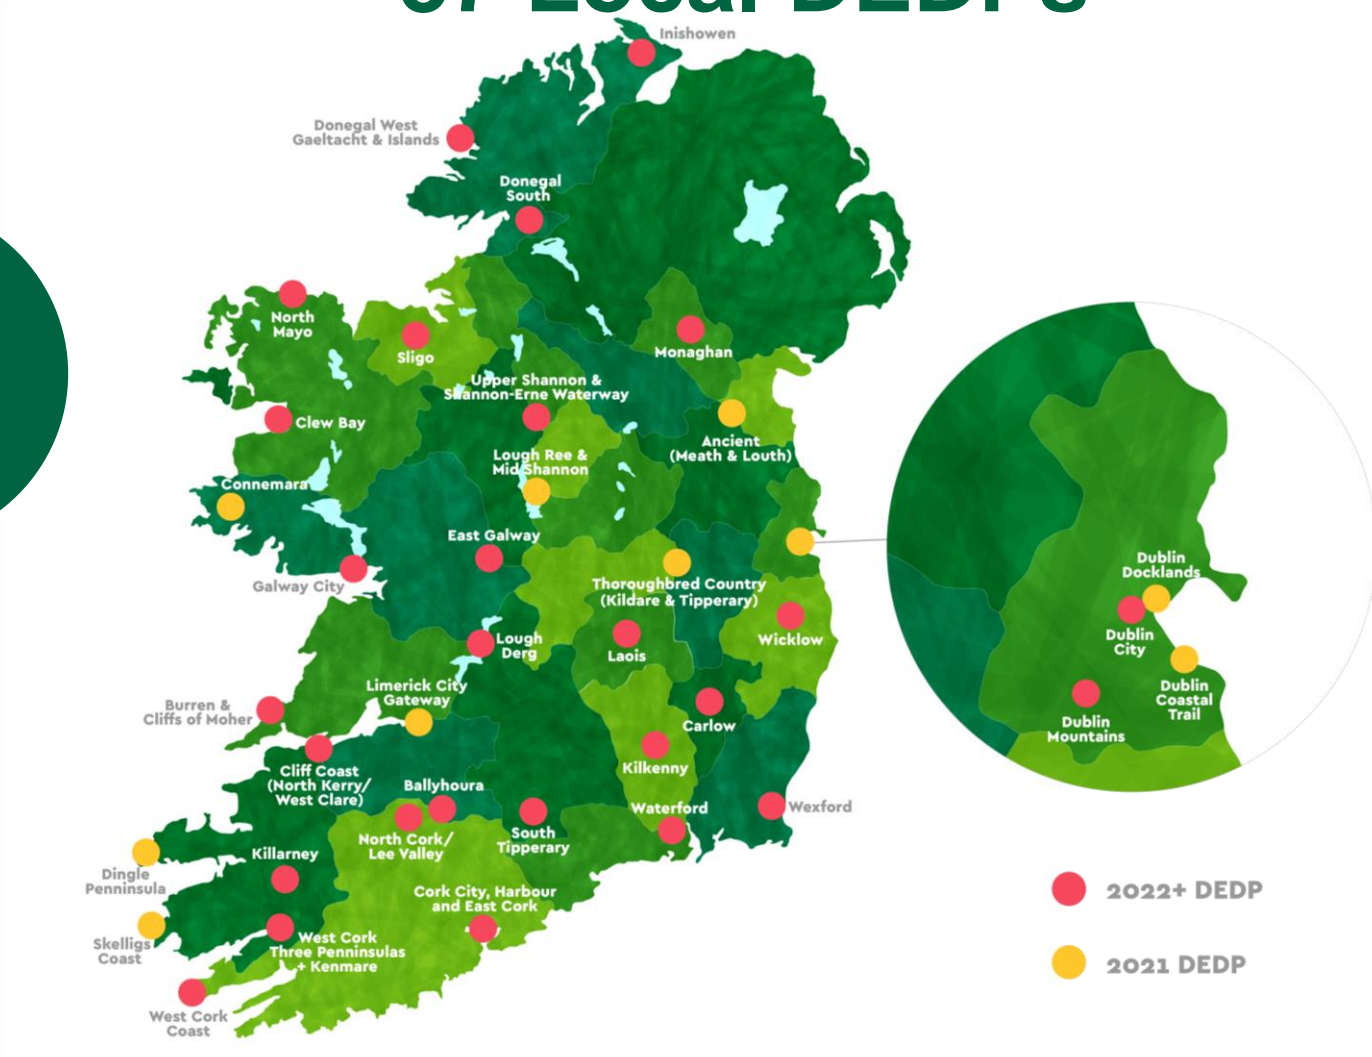 37 Local DEDPs
Inishowen
Donegal West
Gaeltacht & Islands
Donegal
South
North
Mayo
Sligo
Monaghan
Upper Shannon &
Shannon-Erne Waterway
Clew Bay
Ancient
(Meath & Louth)
Lough Ree &
Mid Shannon
Connemara
East Galway
Galway City
Thoroughbred Country
(Kildare & Tipperary)
Wicklow
Lough
Derg
Laois
Limerick City
Gateway
Burren &
Cliffs of Moher
Carlow
Cliff Coast
(North Kerry/
West Clare)
Kilkenny
Ballyhoura
Waterford
Wexford
North Cork/
Lee Valley
South
Tipperary
Killarney
Dingle
Penninsula
Cork City, Harbour
and East Cork
Skelligs
Coast
West Cork
Three Penninsulas
+ Kenmare
West Cork
Coast
Dublin
Docklands
Dublin
City
Dublin
Coastal
Trail
Dublin
Mountains
2022+ DEDP
2021 DEDP